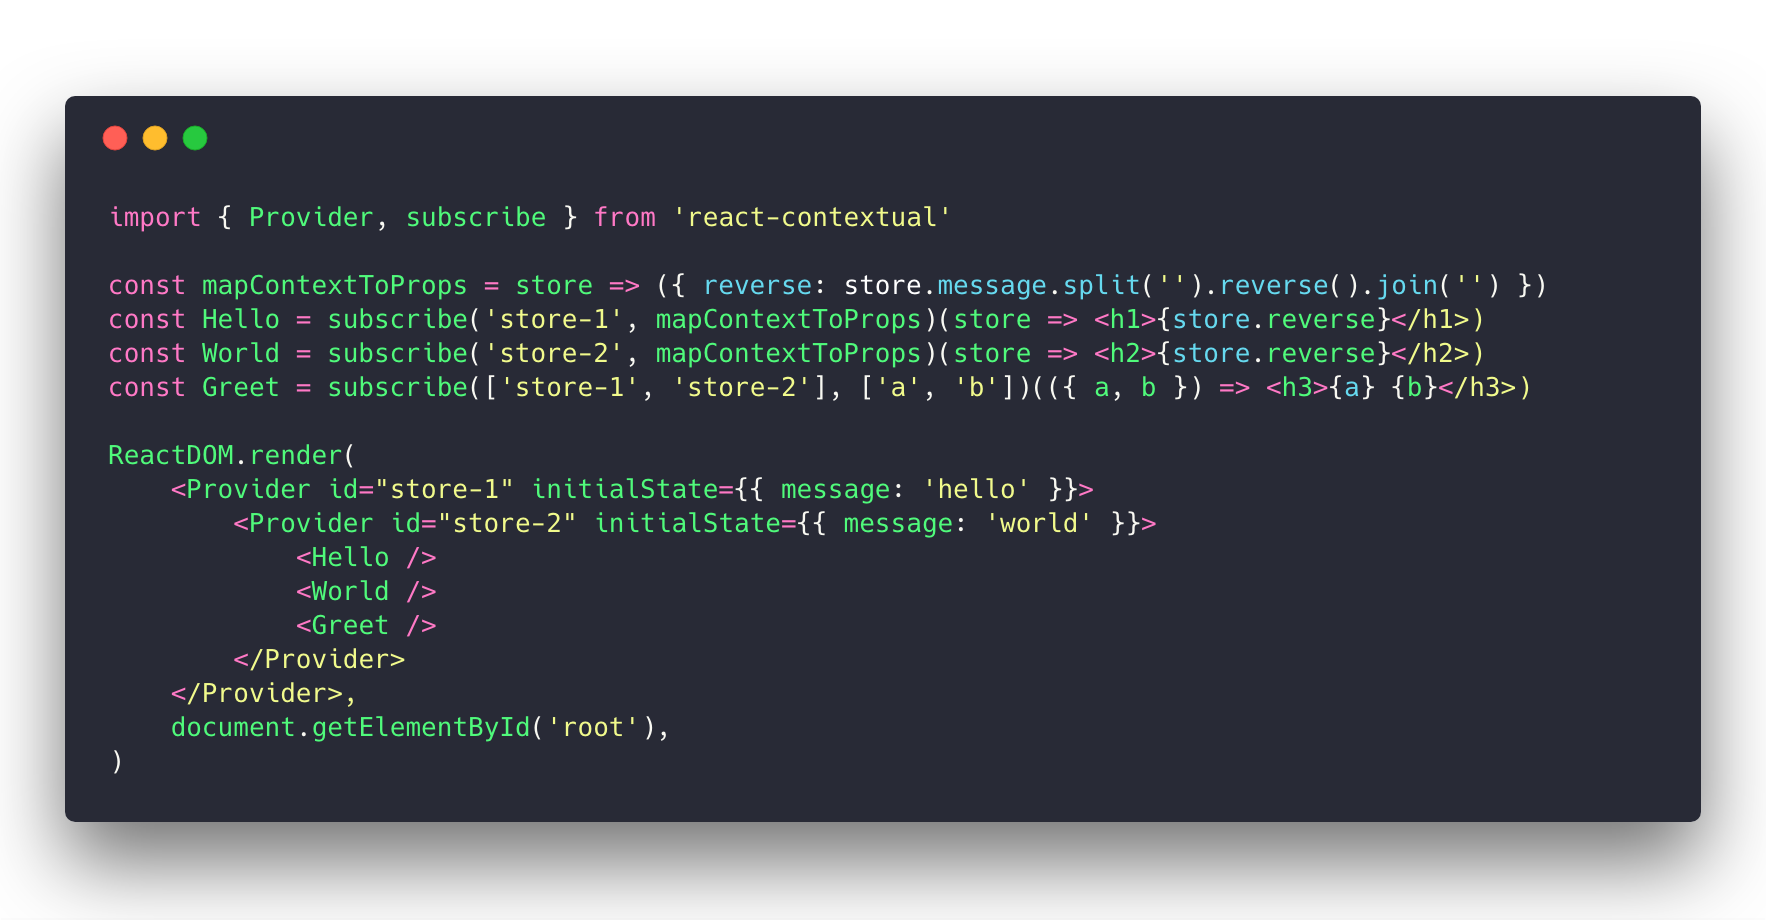 import { Provider, subscribe } from 'react-contextual'

const mapContextToProps = store => ({ reverse: store.message.split('').reverse().join('') })
const Hello = subscribe('store-1', mapContextToProps)(store => <h1>{store.reverse}</h1>)
const World = subscribe('store-2', mapContextToProps)(store => <h2>{store.reverse}</h2>)
const Greet = subscribe(['store-1', 'store-2'], ['a', 'b'])(({ a, b }) => <h3>{a} {b}</h3>)

ReactDOM.render(
    <Provider id="store-1" initialState={{ message: 'hello' }}>
        <Provider id="store-2" initialState={{ message: 'world' }}>
            <Hello />
            <World />
            <Greet />
        </Provider>
    </Provider>,
    document.getElementById('root'),
)